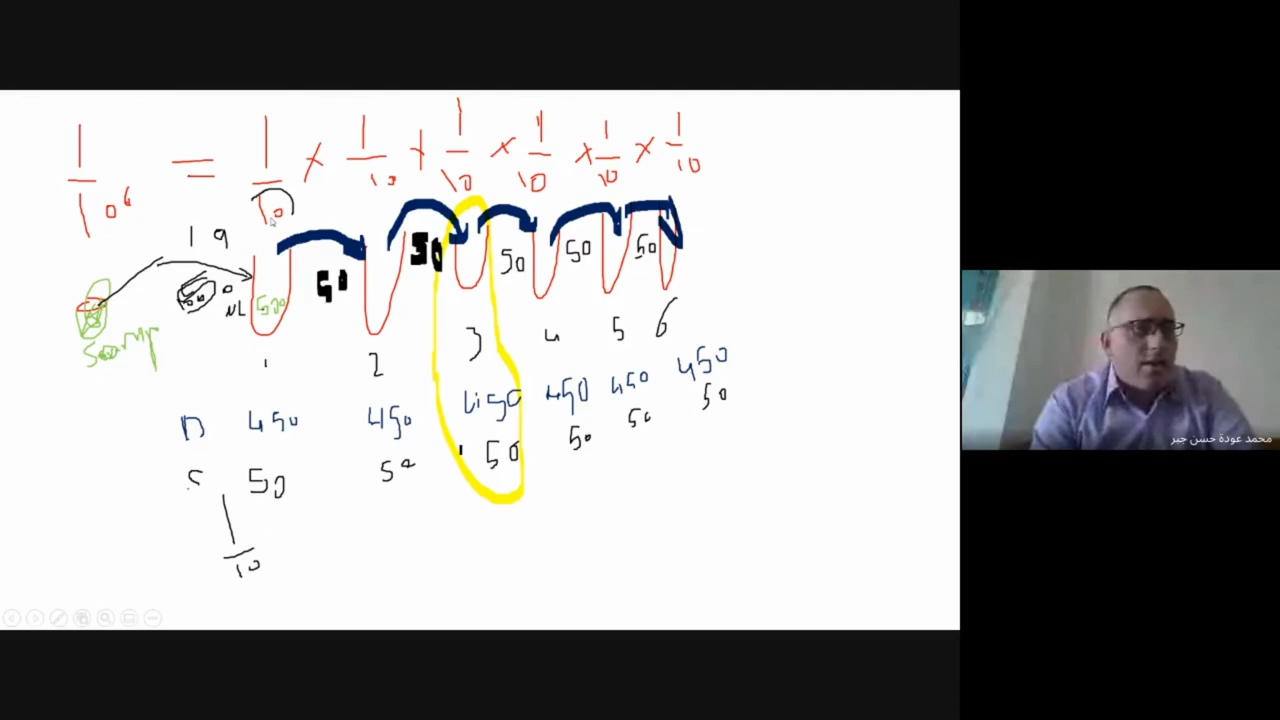 1/10⁶ = 1/10 × 1/10 × 1/10 × 1/10 × 1/10 × 1/10
1 9
50 50 50 50 50
500
ML
1 2 3 4 5 6
D 450 450 450 450 450 450
S 50 50 50 50 50 50
1/10
محمد عودة حسن جبر